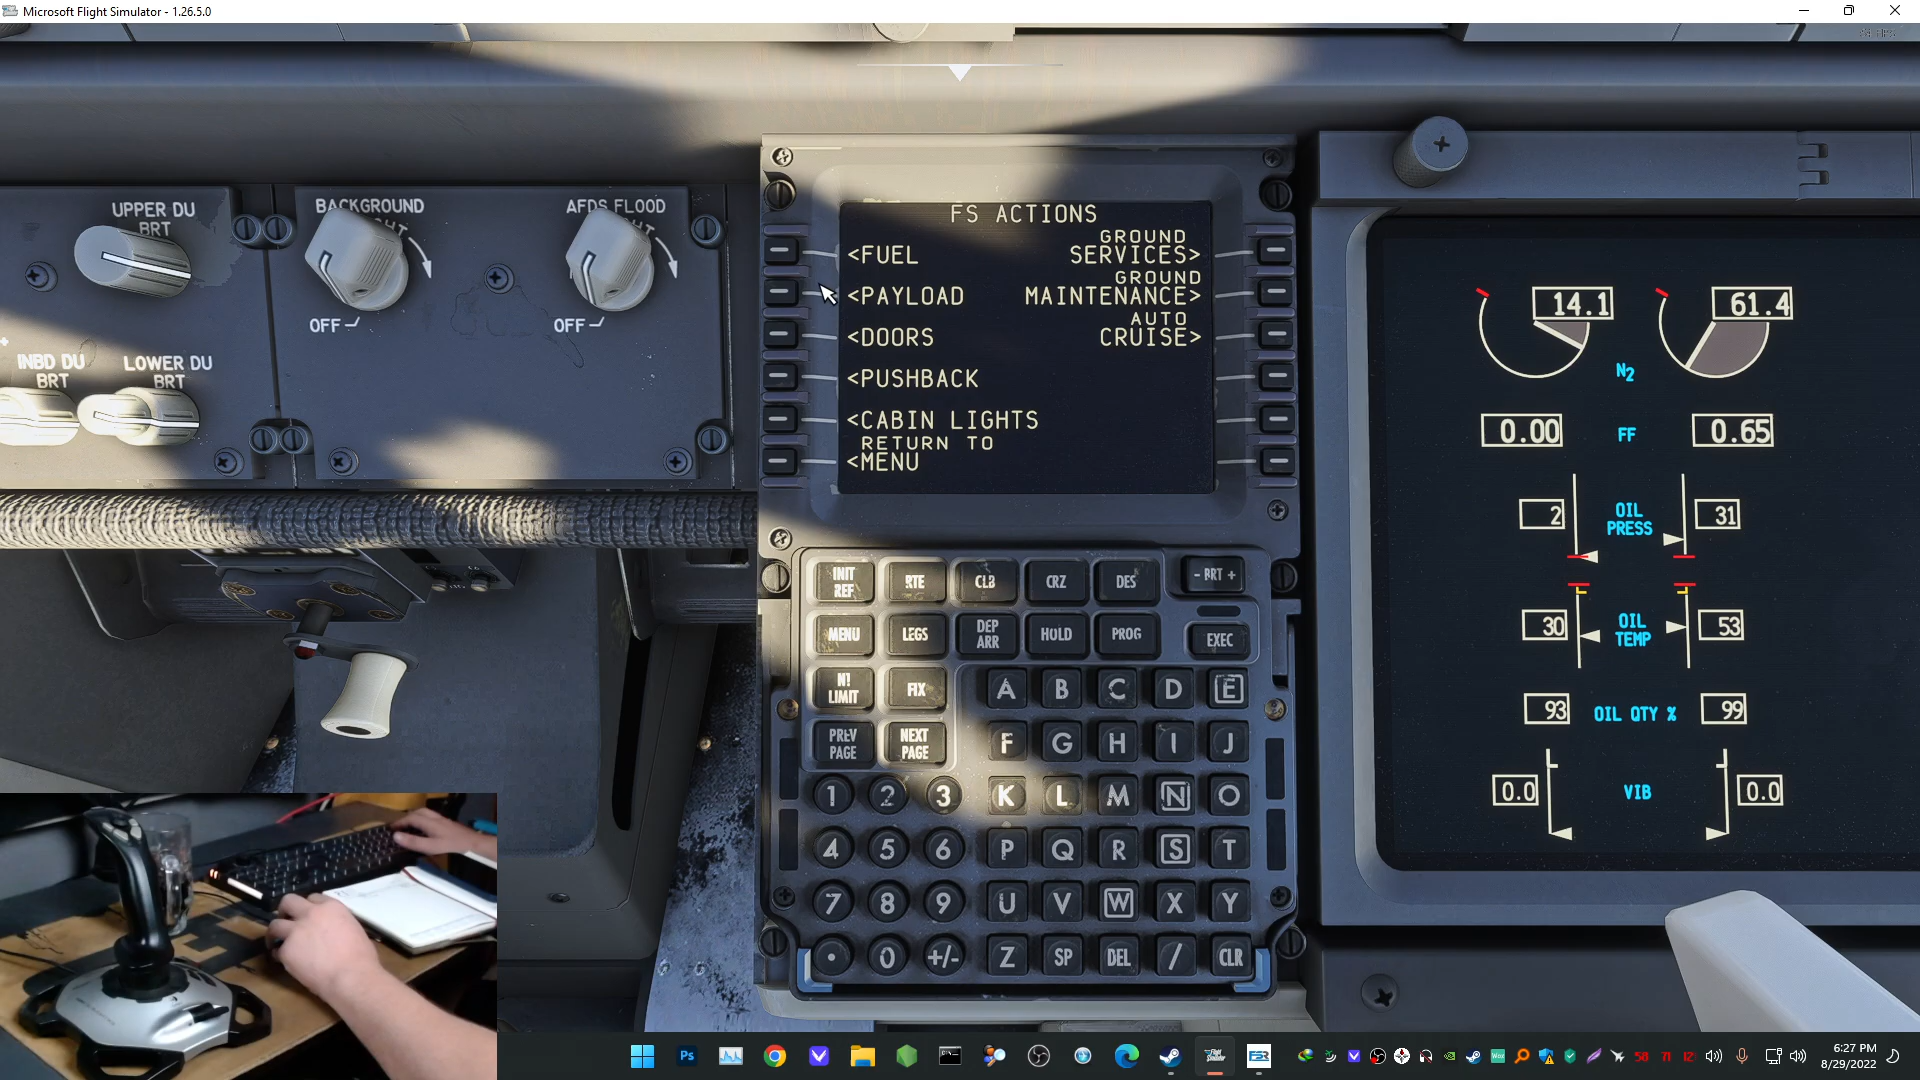 Microsoft Flight Simulator - 1.26.5.0
UPPER DU
BRT
BACKGROUND
OFF
AFDS FLOOD
OFF
INBD DU
BRT
LOWER DU
BRT
FS ACTIONS
<FUEL
GROUND
SERVICES>
<PAYLOAD
GROUND
MAINTENANCE>
<DOORS
AUTO
CRUISE>
<PUSHBACK
<CABIN LIGHTS
RETURN TO
<MENU
INIT
REF
RTE
CLB
CRZ
DES
- BRT +
MENU
LEGS
DEP
ARR
HOLD
PROG
EXEC
N1
LIMIT
FIX
PREV
PAGE
NEXT
PAGE
A B C D E
F G H I J
1 2 3 K L M N O
4 5 6 P Q R S T
7 8 9 U V W X Y
. 0 +/- Z SP DEL / CLR
14.1 N2 61.4
0.00 FF 0.65
2 OIL
PRESS 31
30 OIL
TEMP 53
93 OIL QTY % 99
0.0 VIB 0.0
Ps
FSR
58 71
6:27 PM
8/29/2022